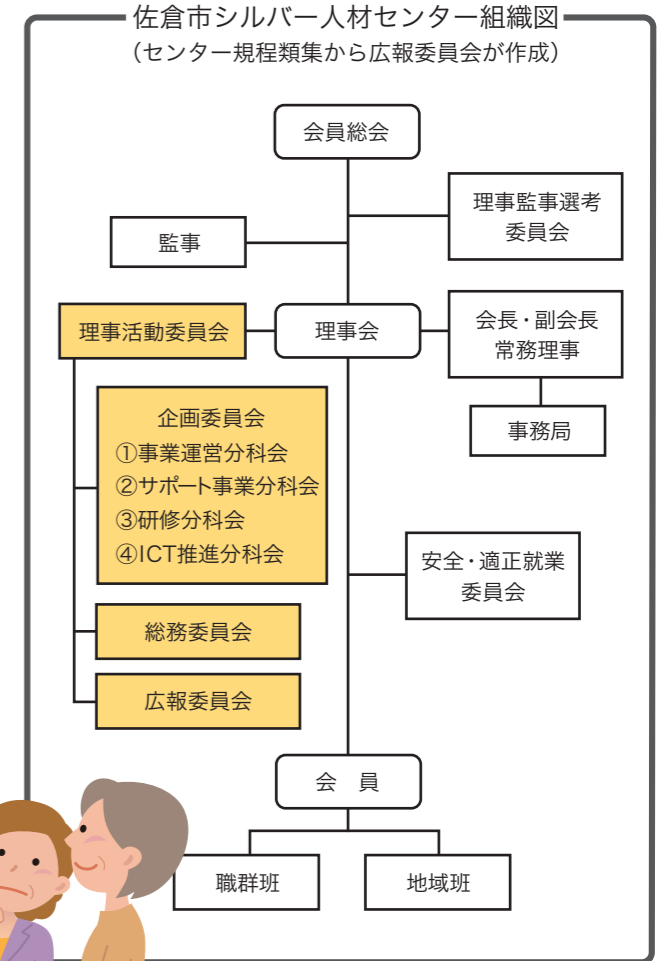 佐倉市シルバー人材センター組織図
（センター規程類集から広報委員会が作成）
会員総会
理事監事選考
委員会
監事
理事活動委員会
理事会
会長・副会長
常務理事
事務局
企画委員会
①事業運営分科会
②サポート事業分科会
③研修分科会
④ICT推進分科会
安全・適正就業
委員会
総務委員会
広報委員会
会　員
職群班
地域班